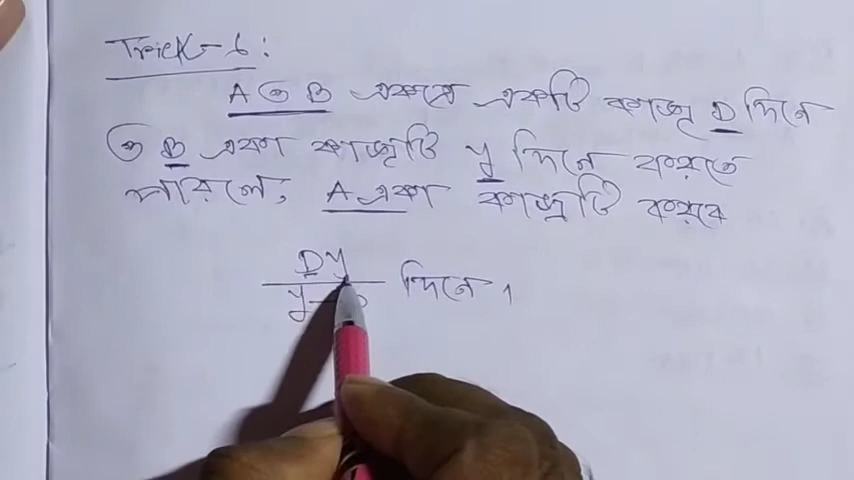 Trick-6:
A ও B একত্রে একটি কাজ D দিনে
ও B একা কাজটি y দিনে করতে
পারলে, A একা কাজটি করবে
Dy
y- দিনে।